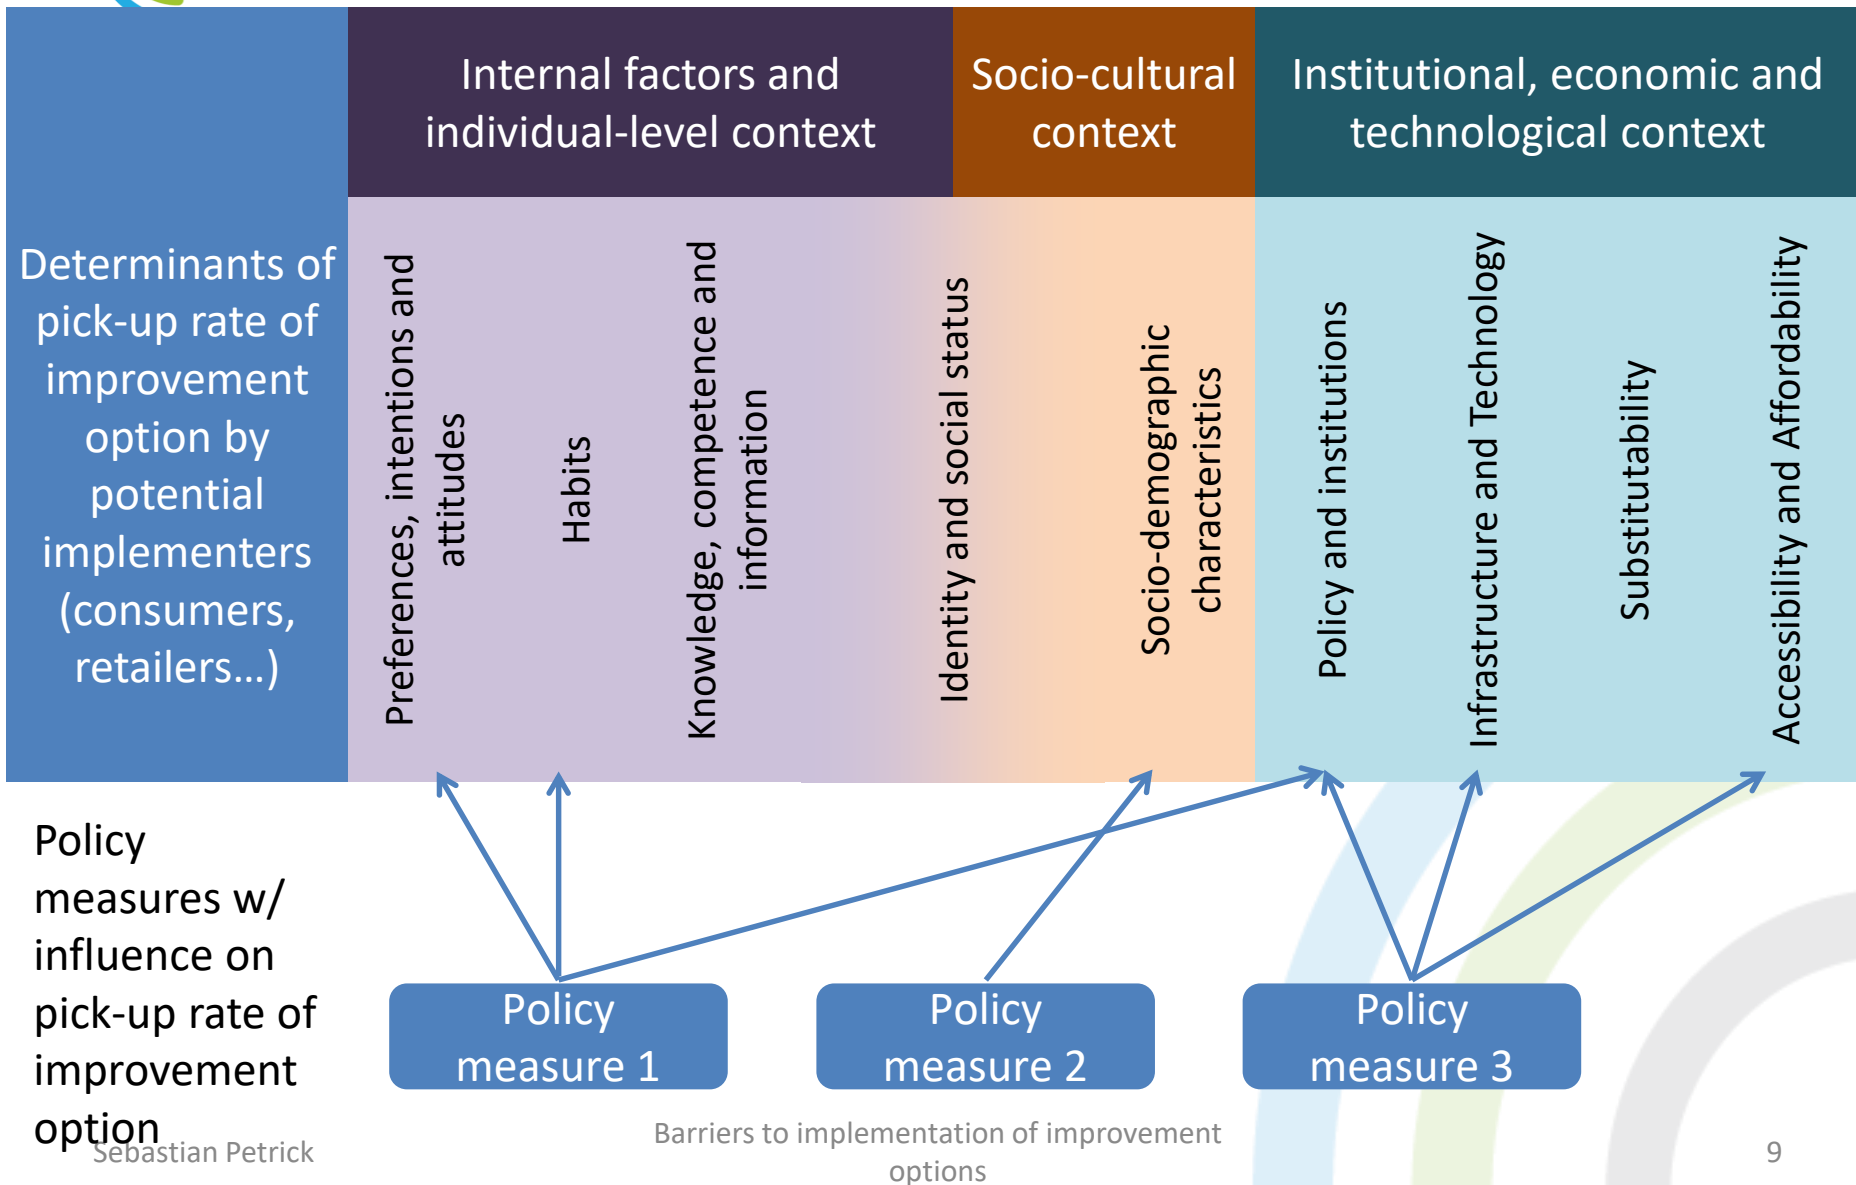 Internal factors and
individual-level context
Socio-cultural
context
Institutional, economic and
technological context
Determinants of
pick-up rate of
improvement
option by
potential
implementers
(consumers,
retailers…)
Preferences, intentions and
attitudes
Habits
Knowledge, competence and
information
Identity and social status
Socio-demographic
characteristics
Policy and institutions
Infrastructure and Technology
Substitutability
Accessibility and Affordability
Policy
measures w/
influence on
pick-up rate of
improvement
option
Policy
measure 1
Policy
measure 2
Policy
measure 3
Sebastian Petrick
Barriers to implementation of improvement
options
9